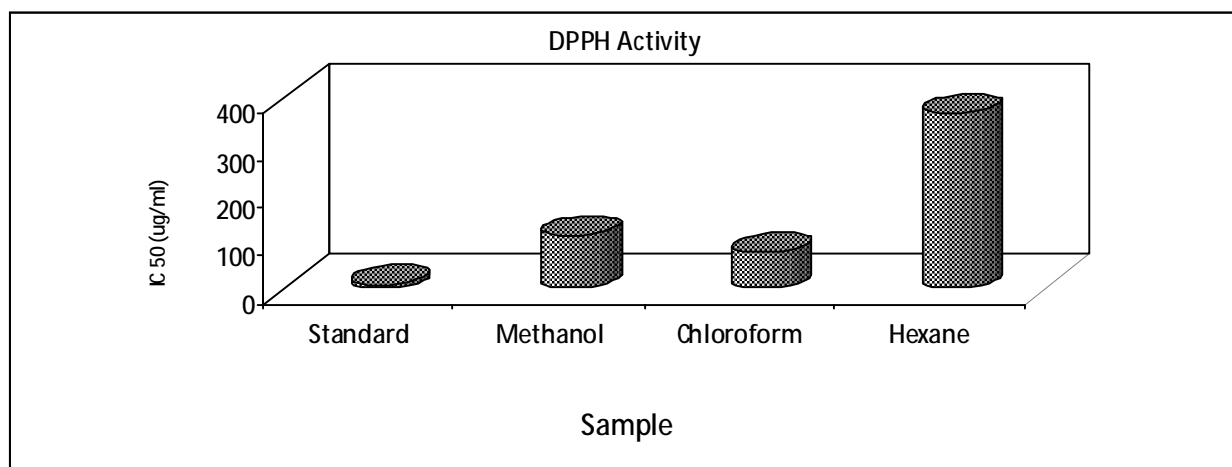 DPPH Activity
400
300
200
100
0
IC 50 (ug/ml)
Standard Methanol Chloroform Hexane
Sample